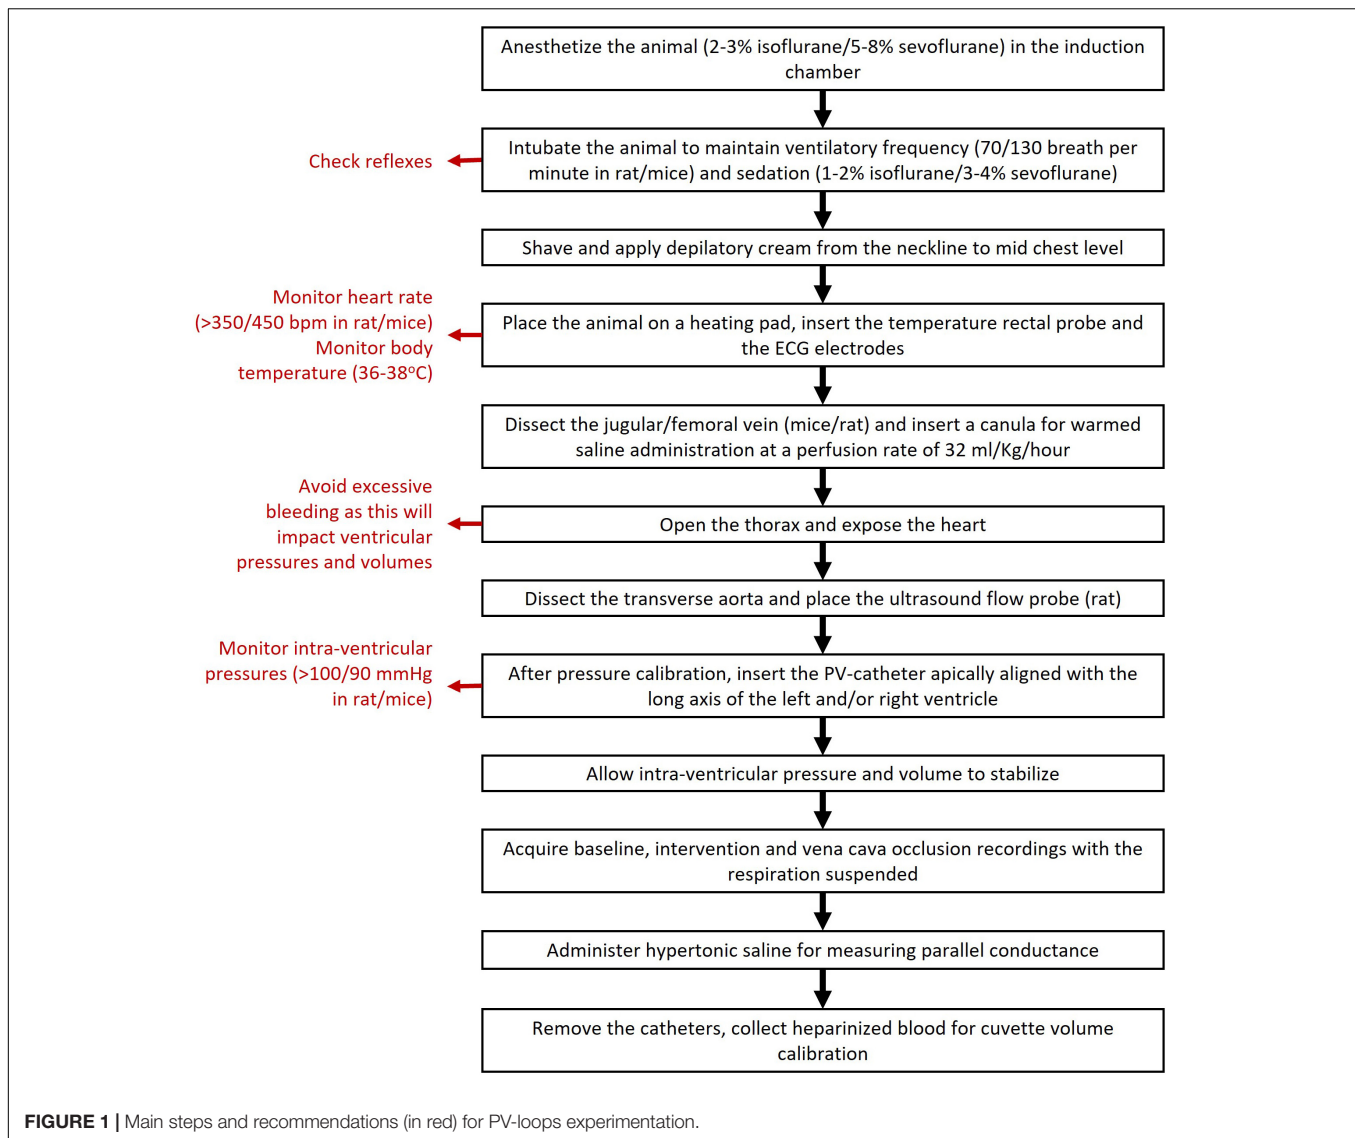 Anesthetize the animal (2-3% isoflurane/5-8% sevoflurane) in the induction
chamber
Check reflexes
Intubate the animal to maintain ventilatory frequency (70/130 breath per
minute in rat/mice) and sedation (1-2% isoflurane/3-4% sevoflurane)
Shave and apply depilatory cream from the neckline to mid chest level
Monitor heart rate
(>350/450 bpm in rat/mice)
Monitor body
temperature (36-38°C)
Place the animal on a heating pad, insert the temperature rectal probe and
the ECG electrodes
Dissect the jugular/femoral vein (mice/rat) and insert a canula for warmed
saline administration at a perfusion rate of 32 ml/Kg/hour
Avoid excessive
bleeding as this will
impact ventricular
pressures and volumes
Open the thorax and expose the heart
Dissect the transverse aorta and place the ultrasound flow probe (rat)
Monitor intra-ventricular
pressures (>100/90 mmHg
in rat/mice)
After pressure calibration, insert the PV-catheter apically aligned with the
long axis of the left and/or right ventricle
Allow intra-ventricular pressure and volume to stabilize
Acquire baseline, intervention and vena cava occlusion recordings with the
respiration suspended
Administer hypertonic saline for measuring parallel conductance
Remove the catheters, collect heparinized blood for cuvette volume
calibration
FIGURE 1 | Main steps and recommendations (in red) for PV-loops experimentation.